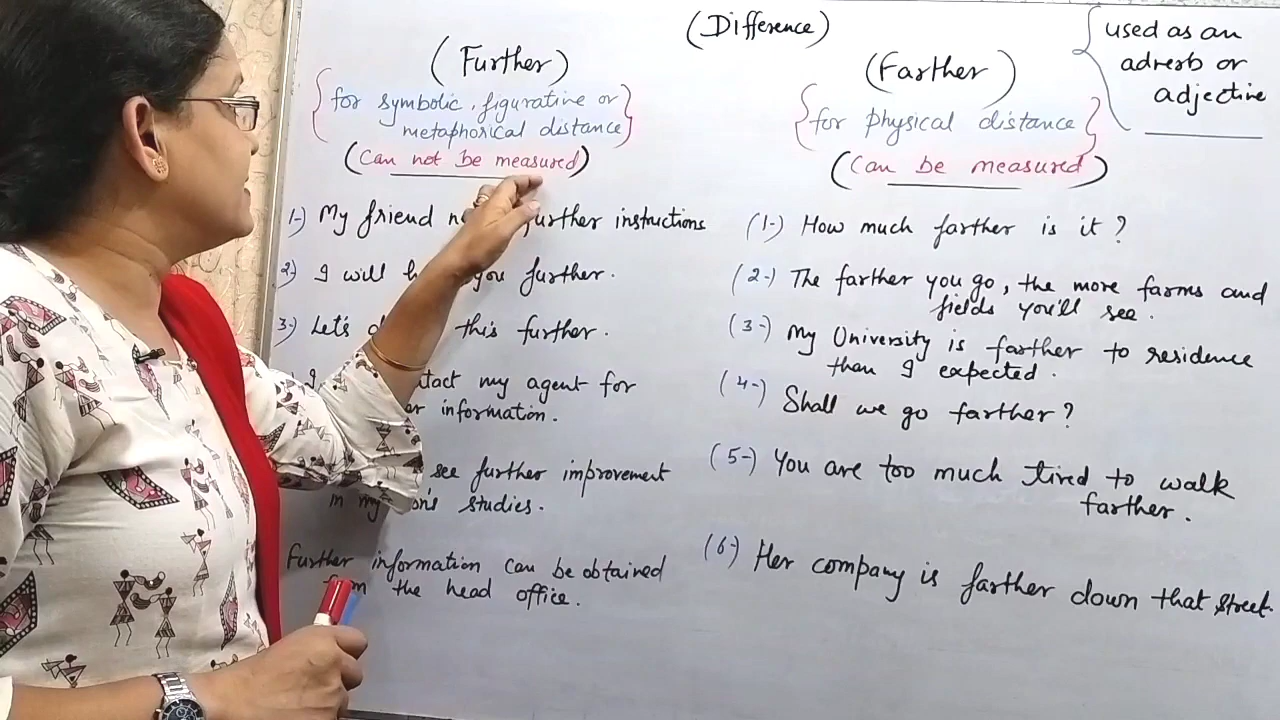 (Difference)
used as an
adverb or
adjective
(Further)
{for symbolic, figurative or
metaphorical distance}
(Can not be measured)
1-) My friend further instructions
2) I will you further.
3-) Let's this further.
my agent for
information.
see further improvement
in my studies.
Further information can be obtained
the head office.
(Farther)
{for physical distance}
(Can be measured)
(1-) How much farther is it?
(2-) The farther you go, the more farms and
fields you'll see.
(3-) My University is farther to residence
than I expected.
(4-) Shall we go farther?
(5-) You are too much tired to walk
farther.
(6-) Her company is farther down that street.